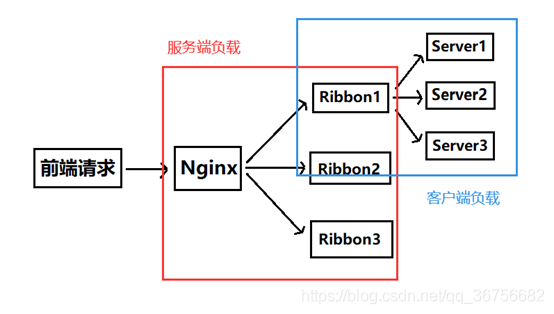 服务端负载
Server1
Ribbon1
Server2
Server3
前端请求
Nginx
Ribbon2
客户端负载
Ribbon3
https://blog.csdn.net/qq_36756682